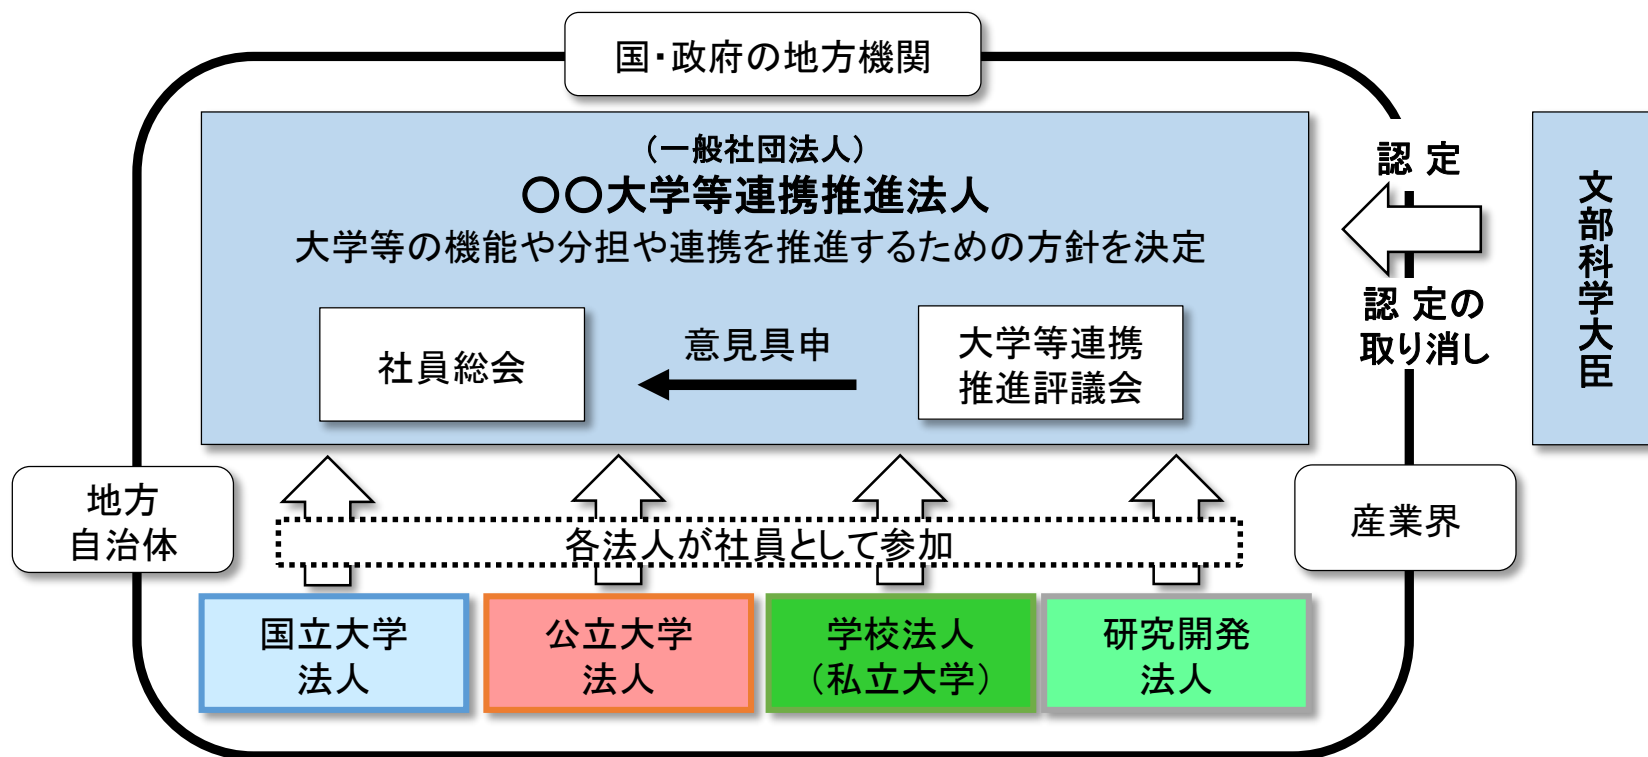 国・政府の地方機関
（一般社団法人）
〇〇大学等連携推進法人
大学等の機能や分担や連携を推進するための方針を決定
社員総会
意見具申
大学等連携
推進評議会
認 定
認 定の
取り消し
文部科学大臣
地方
自治体
産業界
各法人が社員として参加
国立大学
法人
公立大学
法人
学校法人
（私立大学）
研究開発
法人